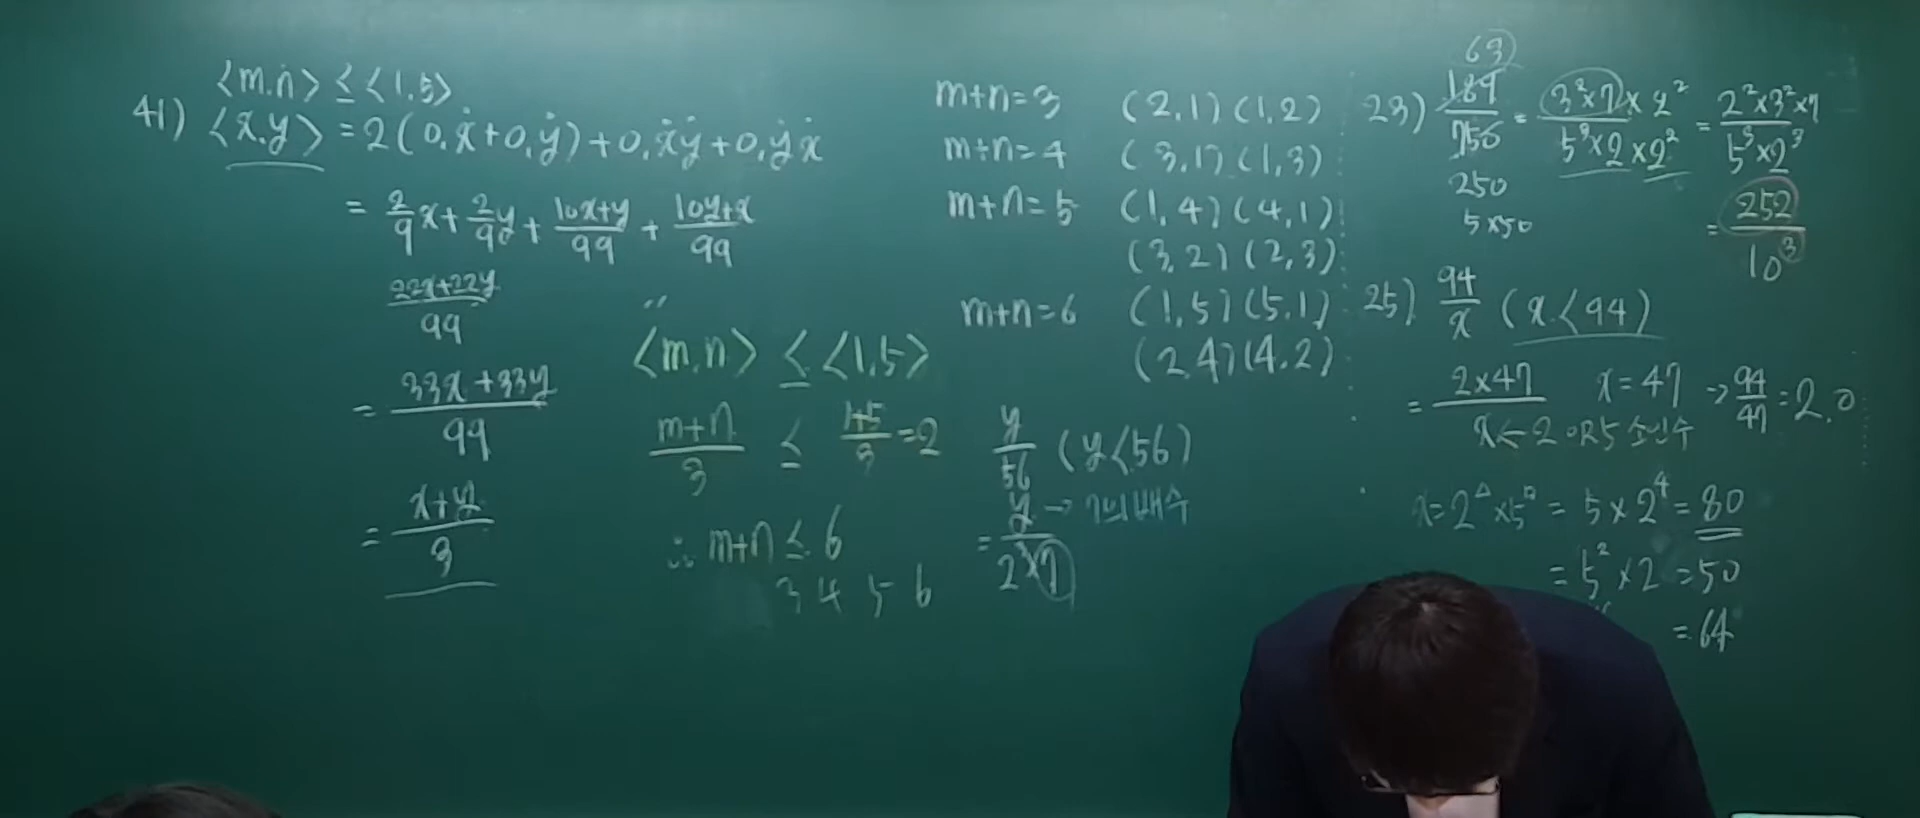 ⟨m.n⟩ ≤ ⟨1.5⟩
41) ⟨x.y⟩ = 2(0.ẋ+0.ẏ)+0.ẋẏ+0.ẏẋ
= 2/9 x + 2/9 y + (10x+y)/99 + (10y+x)/99
(22x+22y)/99
= (33x+33y)/99
= (x+y)/3
⟨m.n⟩ ≤ ⟨1.5⟩
(m+n)/3 ≤ (1+5)/3 = 2
∴ m+n ≤ 6
3 4 5 6
m+n=3 (2,1)(1,2)
m+n=4 (3,1)(1,3)
m+n=5 (1,4)(4,1)
(3,2)(2,3)
m+n=6 (1,5)(5,1)
(2,4)(4,2)
y/56 (y<56)
= y/(2³×7)
y → 7의 배수
63
23) 189/750 = (3²×7×2²)/(5³×2×2²) = (2²×3²×7)/(5³×2³)
250
5×50
= 252/10³
25) 94/x (x<94)
= (2×47)/x x=47 → 94/47=2.0
x ← 2 or 5 소인수
x=2^△×5^□ = 5×2⁴ = 80
= 5²×2 = 50
= 64